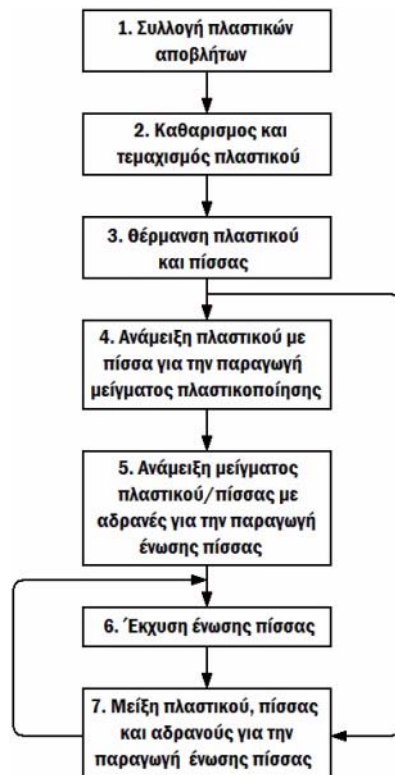 1. Συλλογή πλαστικών
αποβλήτων
2. Καθαρισμος και
τεμαχισμός πλαστικού
3. Θέρμανση πλαστικού
και πίσσας
4. Ανάμειξη πλαστικού με
πίσσα για την παραγωγή
μείγματος πλαστικοποίησης
5. Ανάμειξη μείγματος
πλαστικού/πίσσας με
αδρανές για την παραγωγή
ένωσης πίσσας
6. Έκχυση ένωσης πίσσας
7. Μείξη πλαστικού, πίσσας
και αδρανούς για την
παραγωγή ένωσης πίσσας